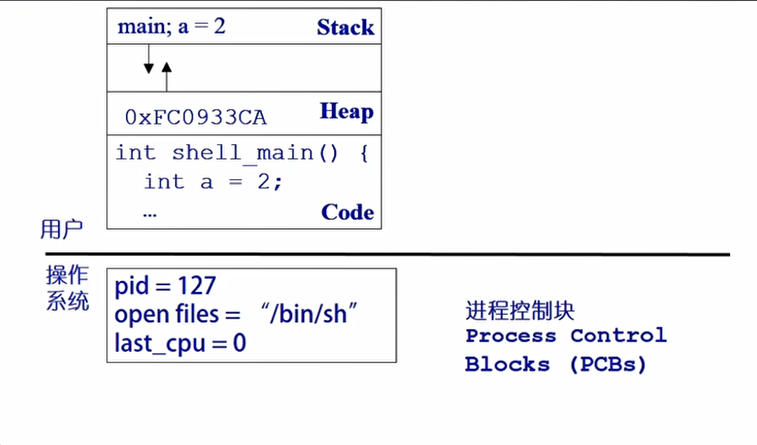 main; a = 2 Stack
0xFC0933CA Heap
int shell_main() {
int a = 2;
… Code
用户
操作
系统
pid = 127
open files = “/bin/sh”
last_cpu = 0
进程控制块
Process Control
Blocks (PCBs)